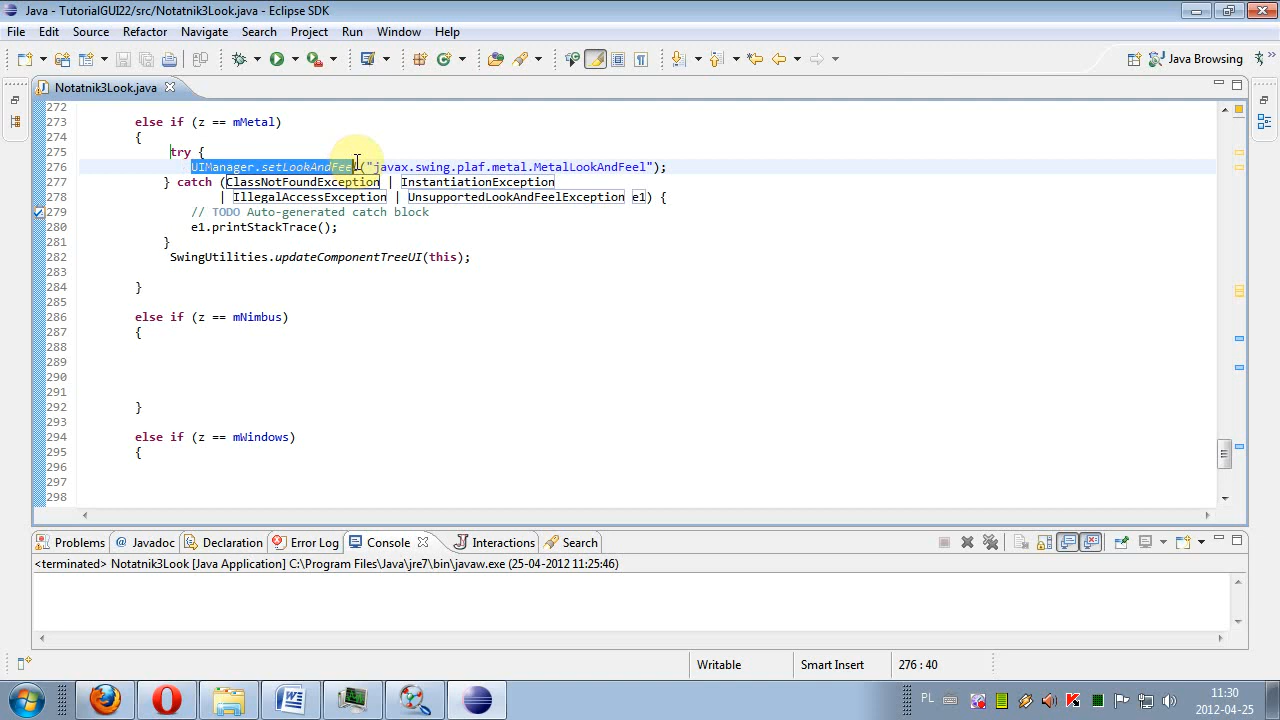 Java - TutorialGUI22/src/Notatnik3Look.java - Eclipse SDK
File Edit Source Refactor Navigate Search Project Run Window Help
Java Browsing
Notatnik3Look.java
272
273 else if (z == mMetal)
274 {
275 try {
276 UIManager.setLookAndFeel("javax.swing.plaf.metal.MetalLookAndFeel");
277 } catch (ClassNotFoundException | InstantiationException
278 | IllegalAccessException | UnsupportedLookAndFeelException e1) {
279 // TODO Auto-generated catch block
280 e1.printStackTrace();
281 }
282 SwingUtilities.updateComponentTreeUI(this);
283
284 }
285
286 else if (z == mNimbus)
287 {
288
289
290
291
292 }
293
294 else if (z == mWindows)
295 {
296
297
298
Problems Javadoc Declaration Error Log Console Interactions Search
<terminated> Notatnik3Look [Java Application] C:\Program Files\Java\jre7\bin\javaw.exe (25-04-2012 11:25:46)
Writable Smart Insert 276 : 40
PL 11:30
2012-04-25